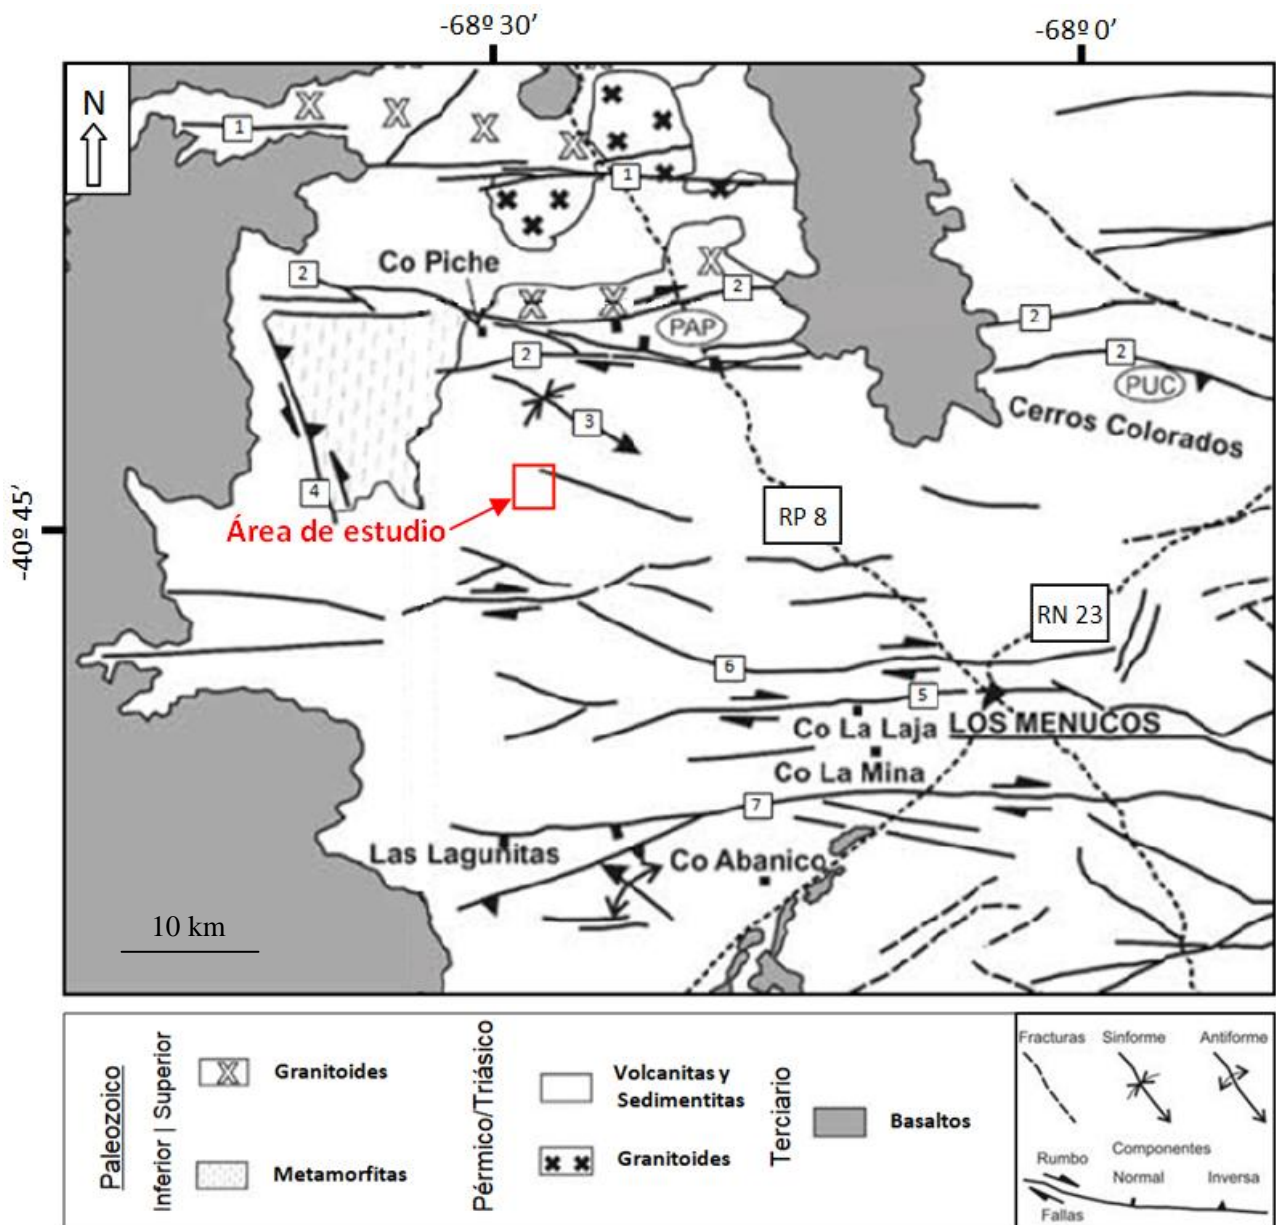 -68º 30’
-68º 0’
N
1
1
Co Piche
2
2
2
PAP
2
2
PUC
Cerros Colorados
3
4
-40º 45’
Área de estudio
RP 8
RN 23
6
5
Co La Laja
LOS MENUCOS
Co La Mina
7
Las Lagunitas
Co Abanico
10 km
Paleozoico
Inferior | Superior
Granitoides
Metamorfitas
Pérmico/Triásico
Volcanitas y
Sedimentitas
Granitoides
Terciario
Basaltos
Fracturas
Sinforme
Antiforme
Componentes
Rumbo
Normal
Inversa
Fallas